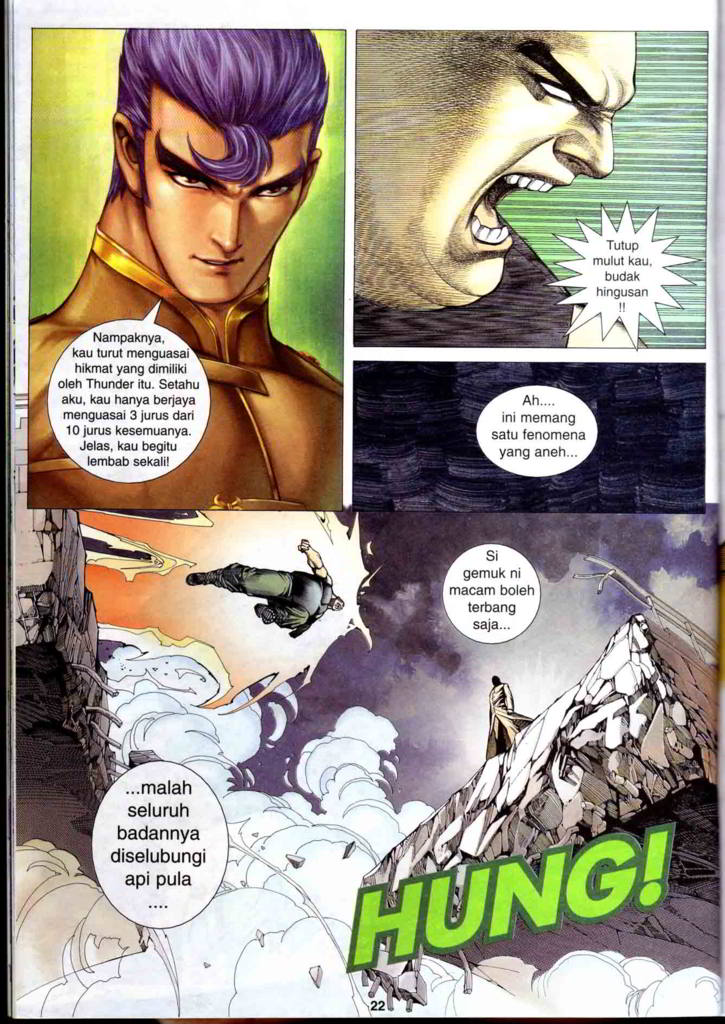 Nampaknya,
kau turut menguasai
hikmat yang dimiliki
oleh Thunder itu. Setahu
aku, kau hanya berjaya
menguasai 3 jurus dari
10 jurus kesemuanya.
Jelas, kau begitu
lembab sekali!
Tutup
mulut kau,
budak
hingusan
!!
Ah....
ini memang
satu fenomena
yang aneh...
Si
gemuk ni
macam boleh
terbang
saja...
...malah
seluruh
badannya
diselubungi
api pula
....
HUNG!
22